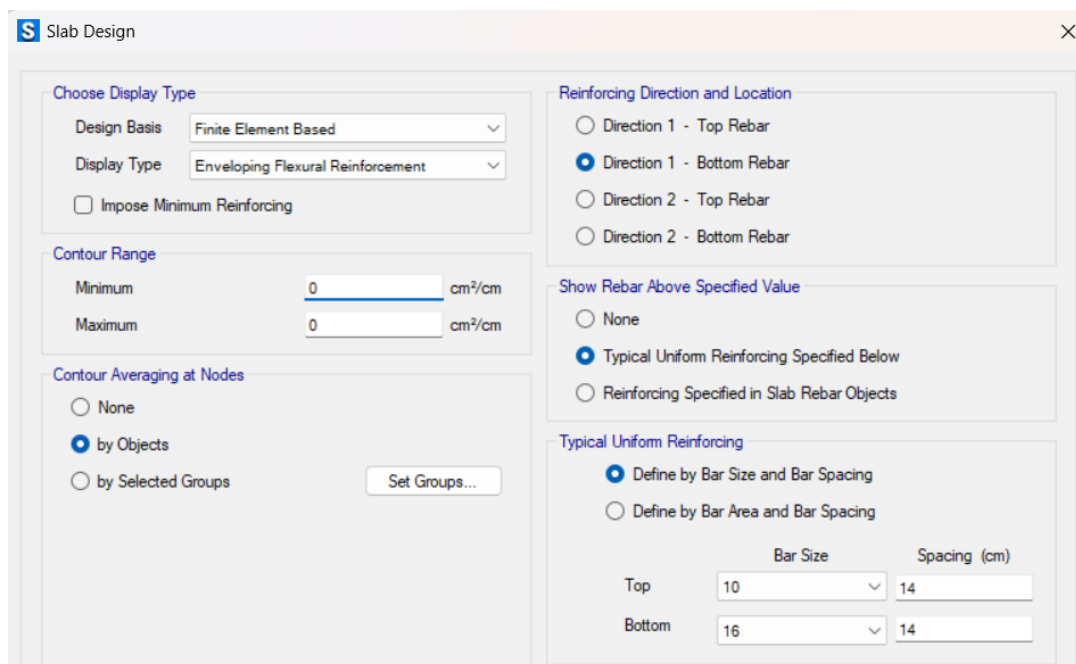 S Slab Design
Choose Display Type
Design Basis Finite Element Based
Display Type Enveloping Flexural Reinforcement
Impose Minimum Reinforcing
Contour Range
Minimum 0 cm²/cm
Maximum 0 cm²/cm
Contour Averaging at Nodes
None
by Objects
by Selected Groups Set Groups...
Reinforcing Direction and Location
Direction 1 - Top Rebar
Direction 1 - Bottom Rebar
Direction 2 - Top Rebar
Direction 2 - Bottom Rebar
Show Rebar Above Specified Value
None
Typical Uniform Reinforcing Specified Below
Reinforcing Specified in Slab Rebar Objects
Typical Uniform Reinforcing
Define by Bar Size and Bar Spacing
Define by Bar Area and Bar Spacing
Bar Size Spacing (cm)
Top 10 14
Bottom 16 14